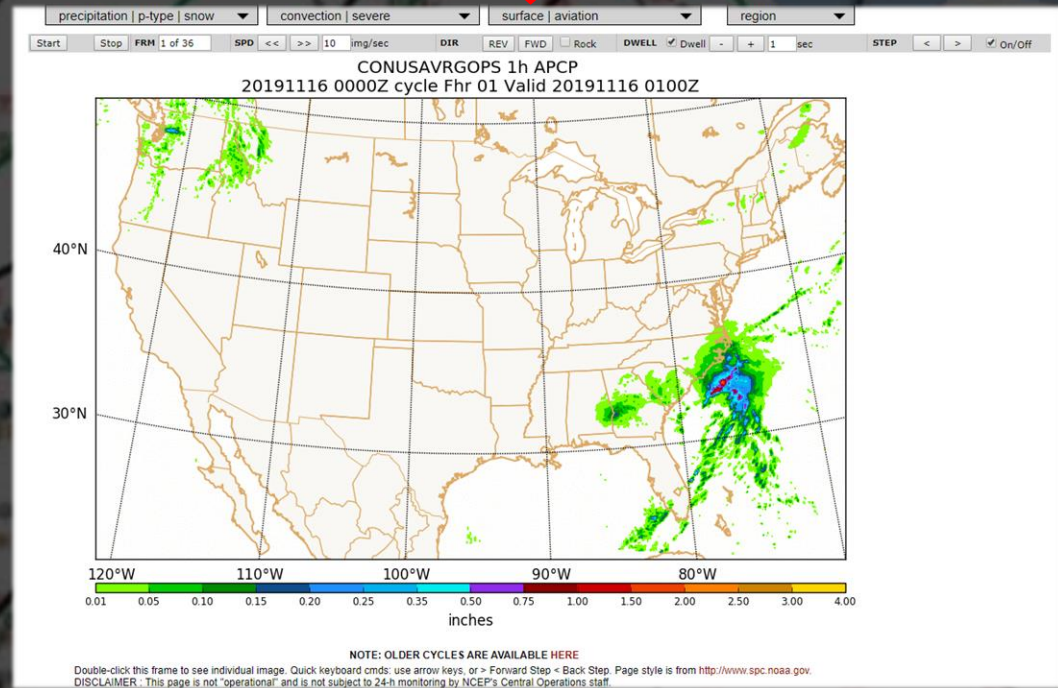 precipitation | p-type | snow convection | severe surface | aviation region
Start Stop FRM 1 of 36 SPD << >> 10 img/sec DIR REV FWD Rock DWELL Dwell - + 1 sec STEP < > On/Off
CONUSAVRGOPS 1h APCP
20191116 0000Z cycle Fhr 01 Valid 20191116 0100Z
40°N
30°N
120°W 110°W 100°W 90°W 80°W
0.01 0.05 0.10 0.15 0.20 0.25 0.35 0.50 0.75 1.00 1.50 2.00 2.50 3.00 4.00
inches
NOTE: OLDER CYCLES ARE AVAILABLE HERE
Double-click this frame to see individual image. Quick keyboard cmds: use arrow keys, or > Forward Step < Back Step. Page style is from http://www.spc.noaa.gov.
DISCLAIMER : This page is not "operational" and is not subject to 24-h monitoring by NCEP's Central Operations staff.